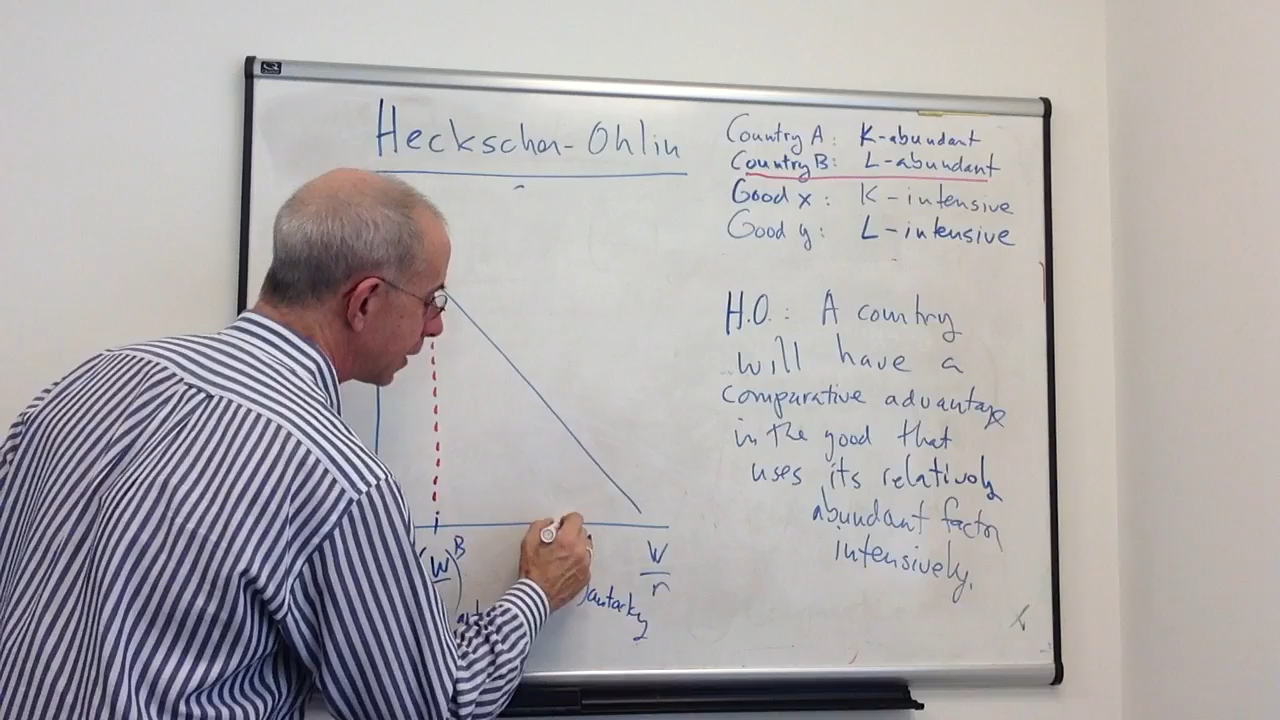 Heckscher-Ohlin
Country A: K-abundant
Country B: L-abundant
Good x: K-intensive
Good y: L-intensive
H.O.: A country
will have a
comparative advantage
in the good that
uses its relatively
abundant factor
intensively.
(W)B
W
r
)autarky